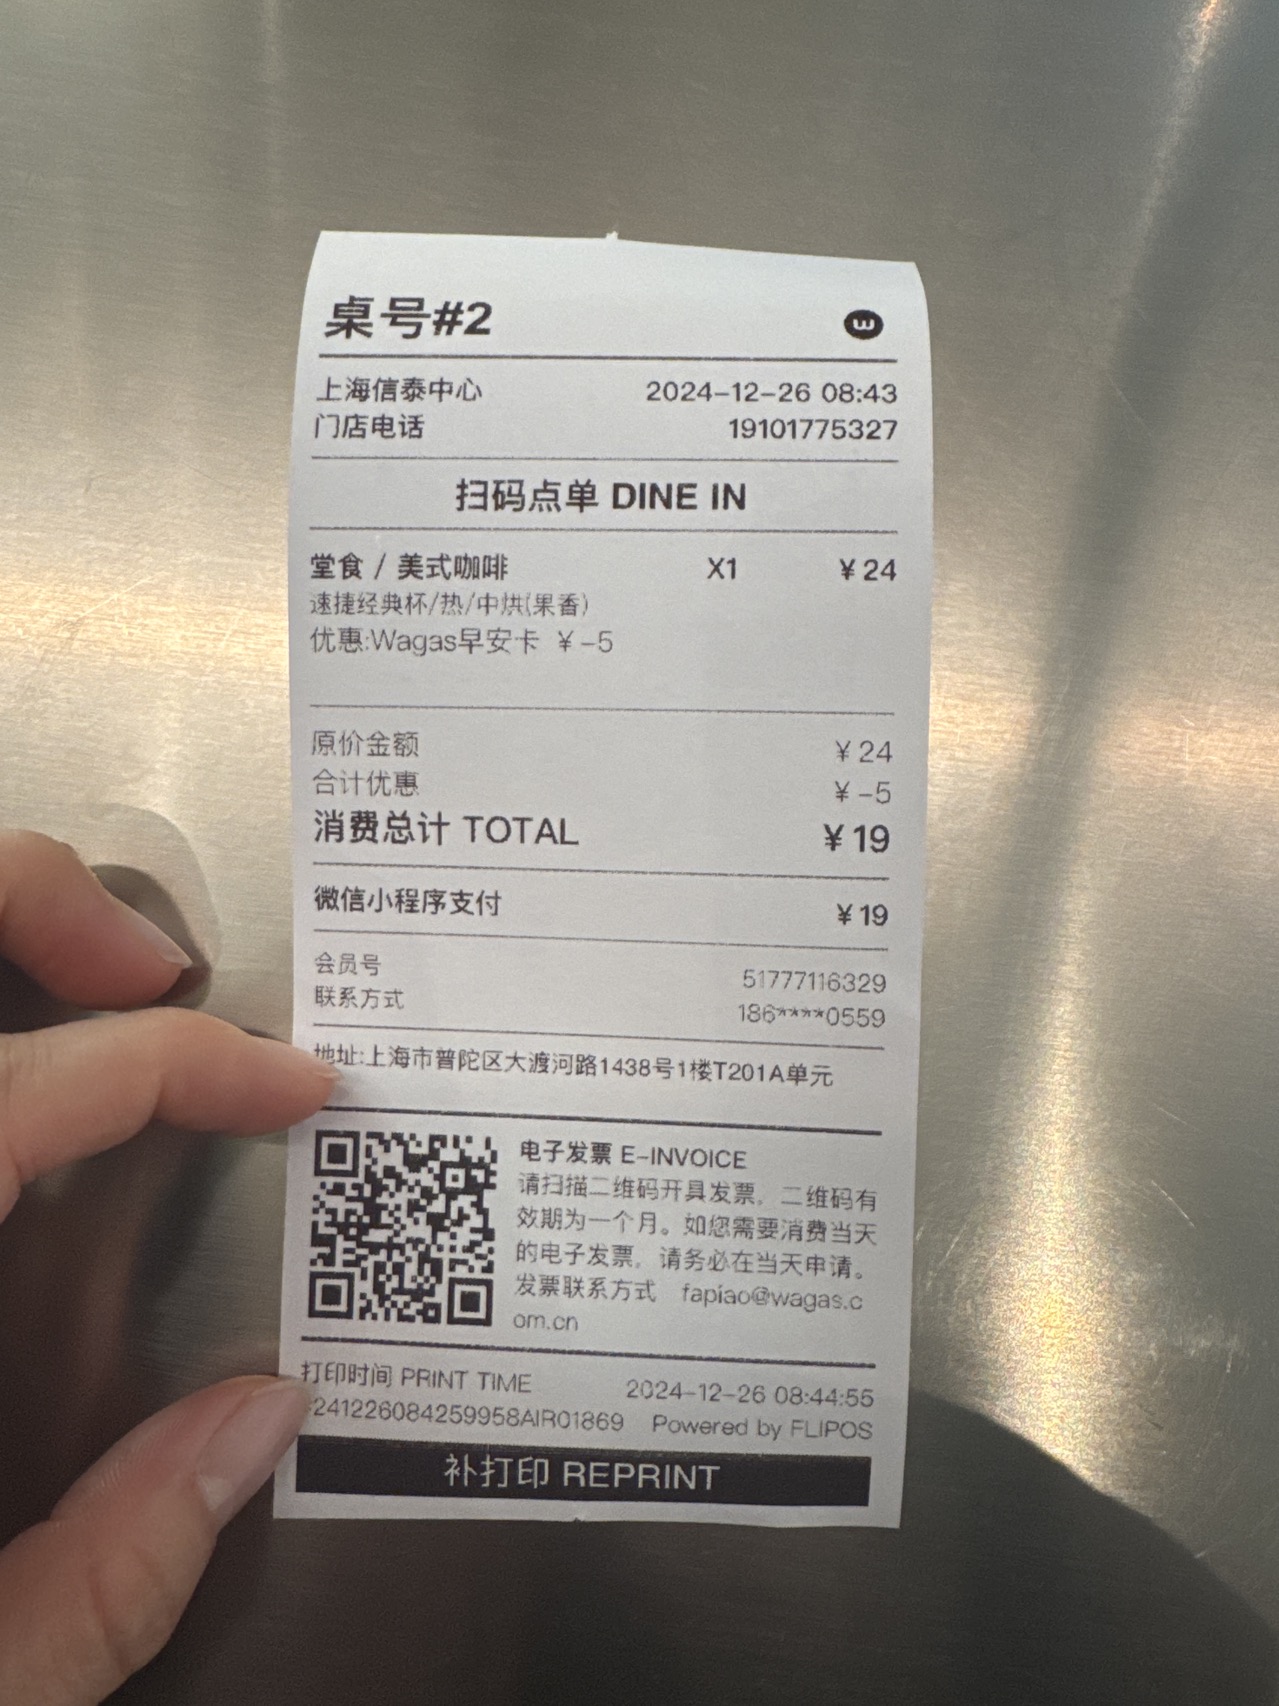 桌号#2
上海信泰中心 2024-12-26 08:43
门店电话 19101775327
扫码点单 DINE IN
堂食 / 美式咖啡 X1 ¥24
速捷经典杯/热/中烘(果香)
优惠:Wagas早安卡 ¥-5
原价金额 ¥24
合计优惠 ¥-5
消费总计 TOTAL ¥19
微信小程序支付 ¥19
会员号 51777116329
联系方式 186****0559
地址:上海市普陀区大渡河路1438号1楼T201A单元
电子发票 E-INVOICE
请扫描二维码开具发票，二维码有
效期为一个月。如您需要消费当天
的电子发票，请务必在当天申请。
发票联系方式 fapiao@wagas.c
om.cn
打印时间 PRINT TIME 2024-12-26 08:44:55
241226084259958AIR01869 Powered by FLIPOS
补打印 REPRINT